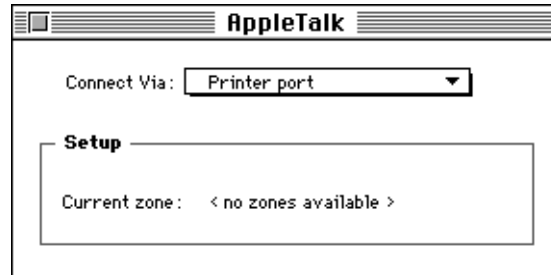 AppleTalk
Connect Via: Printer port
Setup
Current zone: < no zones available >